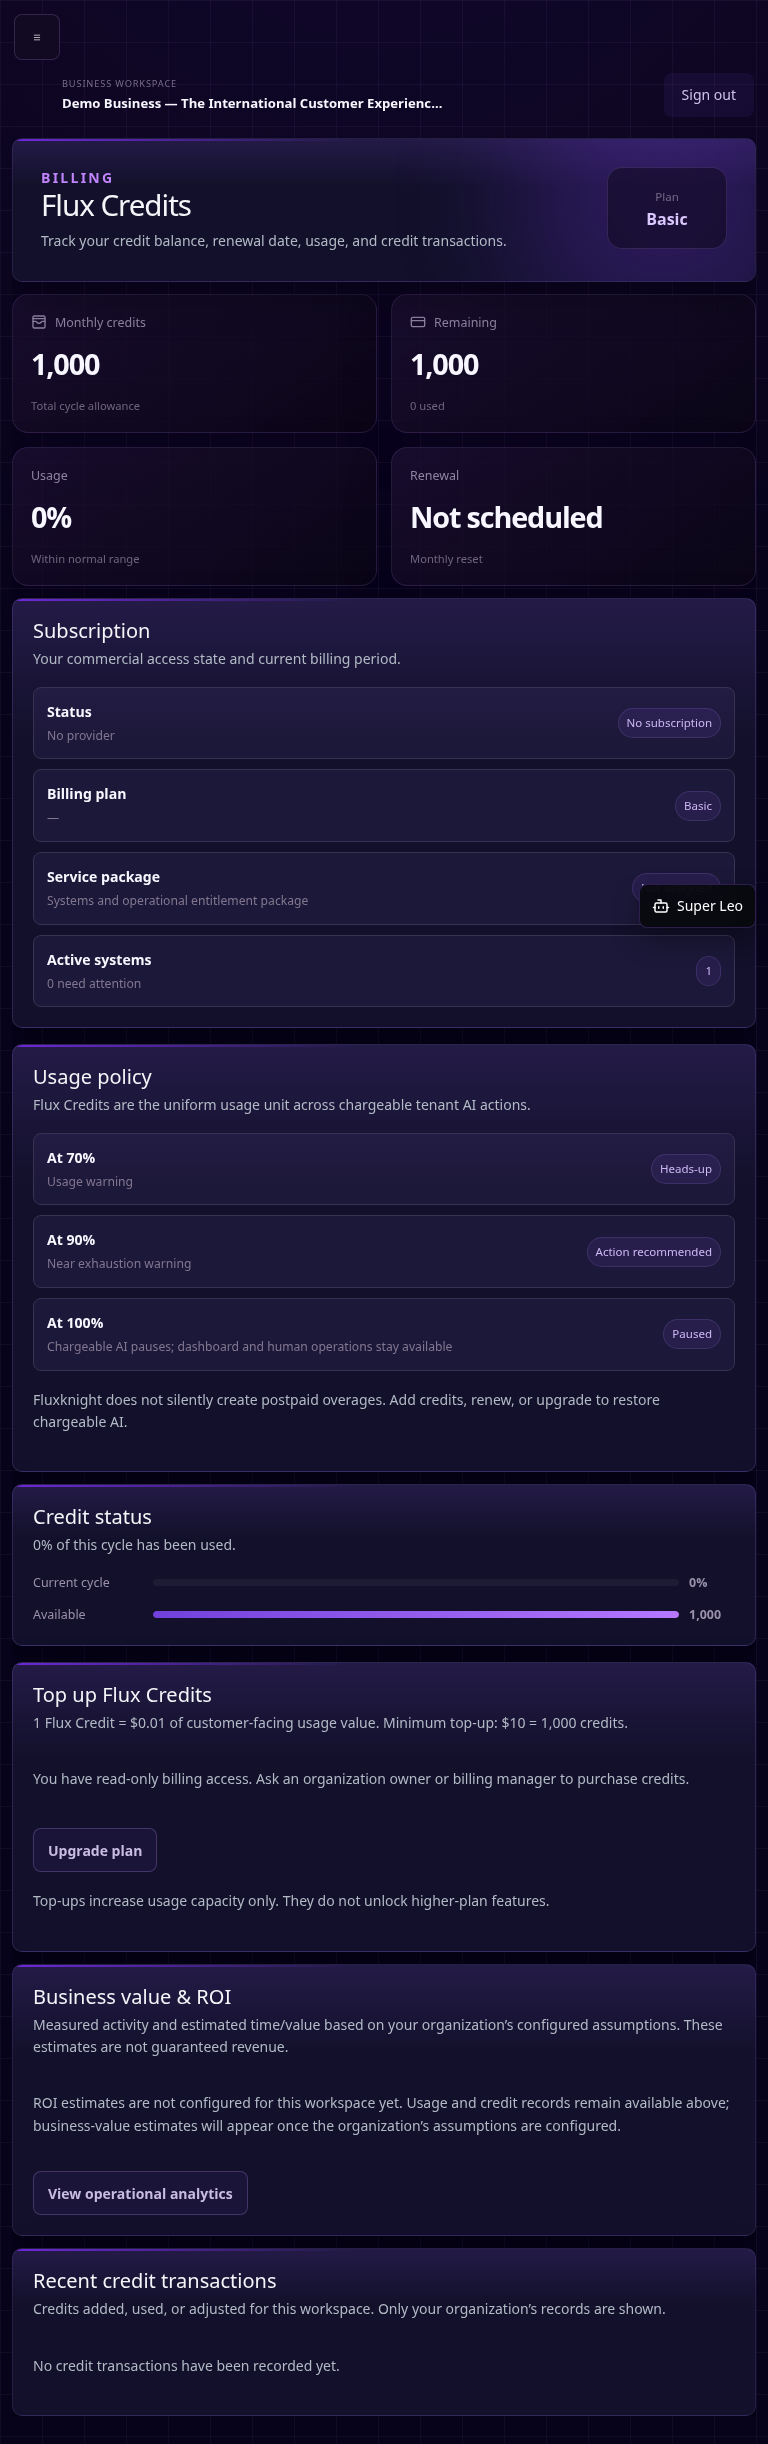 BUSINESS WORKSPACE
Demo Business — The International Customer Experienc...
Sign out
BILLING
Flux Credits
Track your credit balance, renewal date, usage, and credit transactions.
Plan
Basic
Monthly credits
1,000
Total cycle allowance
Remaining
1,000
0 used
Usage
0%
Within normal range
Renewal
Not scheduled
Monthly reset
Subscription
Your commercial access state and current billing period.
Status
No provider
No subscription
Billing plan
—
Basic
Service package
Systems and operational entitlement package
Super Leo
Active systems
0 need attention
1
Usage policy
Flux Credits are the uniform usage unit across chargeable tenant AI actions.
At 70%
Usage warning
Heads-up
At 90%
Near exhaustion warning
Action recommended
At 100%
Chargeable AI pauses; dashboard and human operations stay available
Paused
Fluxknight does not silently create postpaid overages. Add credits, renew, or upgrade to restore
chargeable AI.
Credit status
0% of this cycle has been used.
Current cycle
0%
Available
1,000
Top up Flux Credits
1 Flux Credit = $0.01 of customer-facing usage value. Minimum top-up: $10 = 1,000 credits.
You have read-only billing access. Ask an organization owner or billing manager to purchase credits.
Upgrade plan
Top-ups increase usage capacity only. They do not unlock higher-plan features.
Business value & ROI
Measured activity and estimated time/value based on your organization's configured assumptions. These
estimates are not guaranteed revenue.
ROI estimates are not configured for this workspace yet. Usage and credit records remain available above;
business-value estimates will appear once the organization's assumptions are configured.
View operational analytics
Recent credit transactions
Credits added, used, or adjusted for this workspace. Only your organization's records are shown.
No credit transactions have been recorded yet.